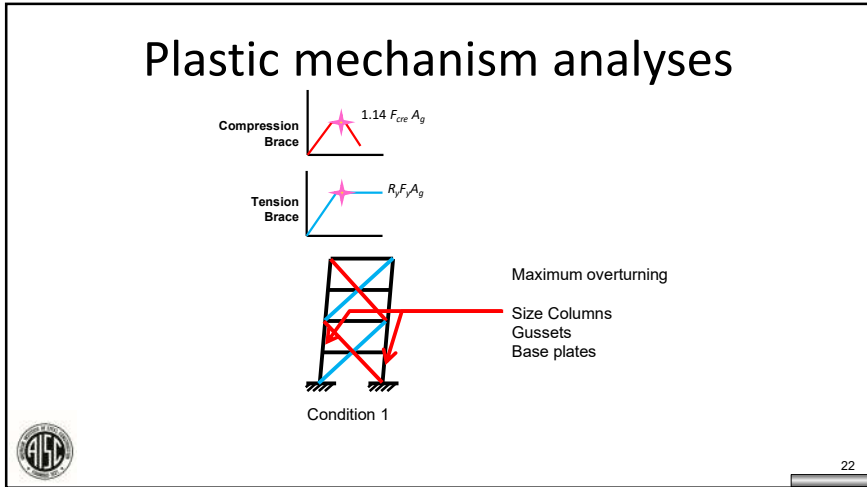 Plastic mechanism analyses
Compression
Brace
1.14 Fcre Ag
Tension
Brace
RyFyAg
Maximum overturning
Size Columns
Gussets
Base plates
Condition 1
AISC
22